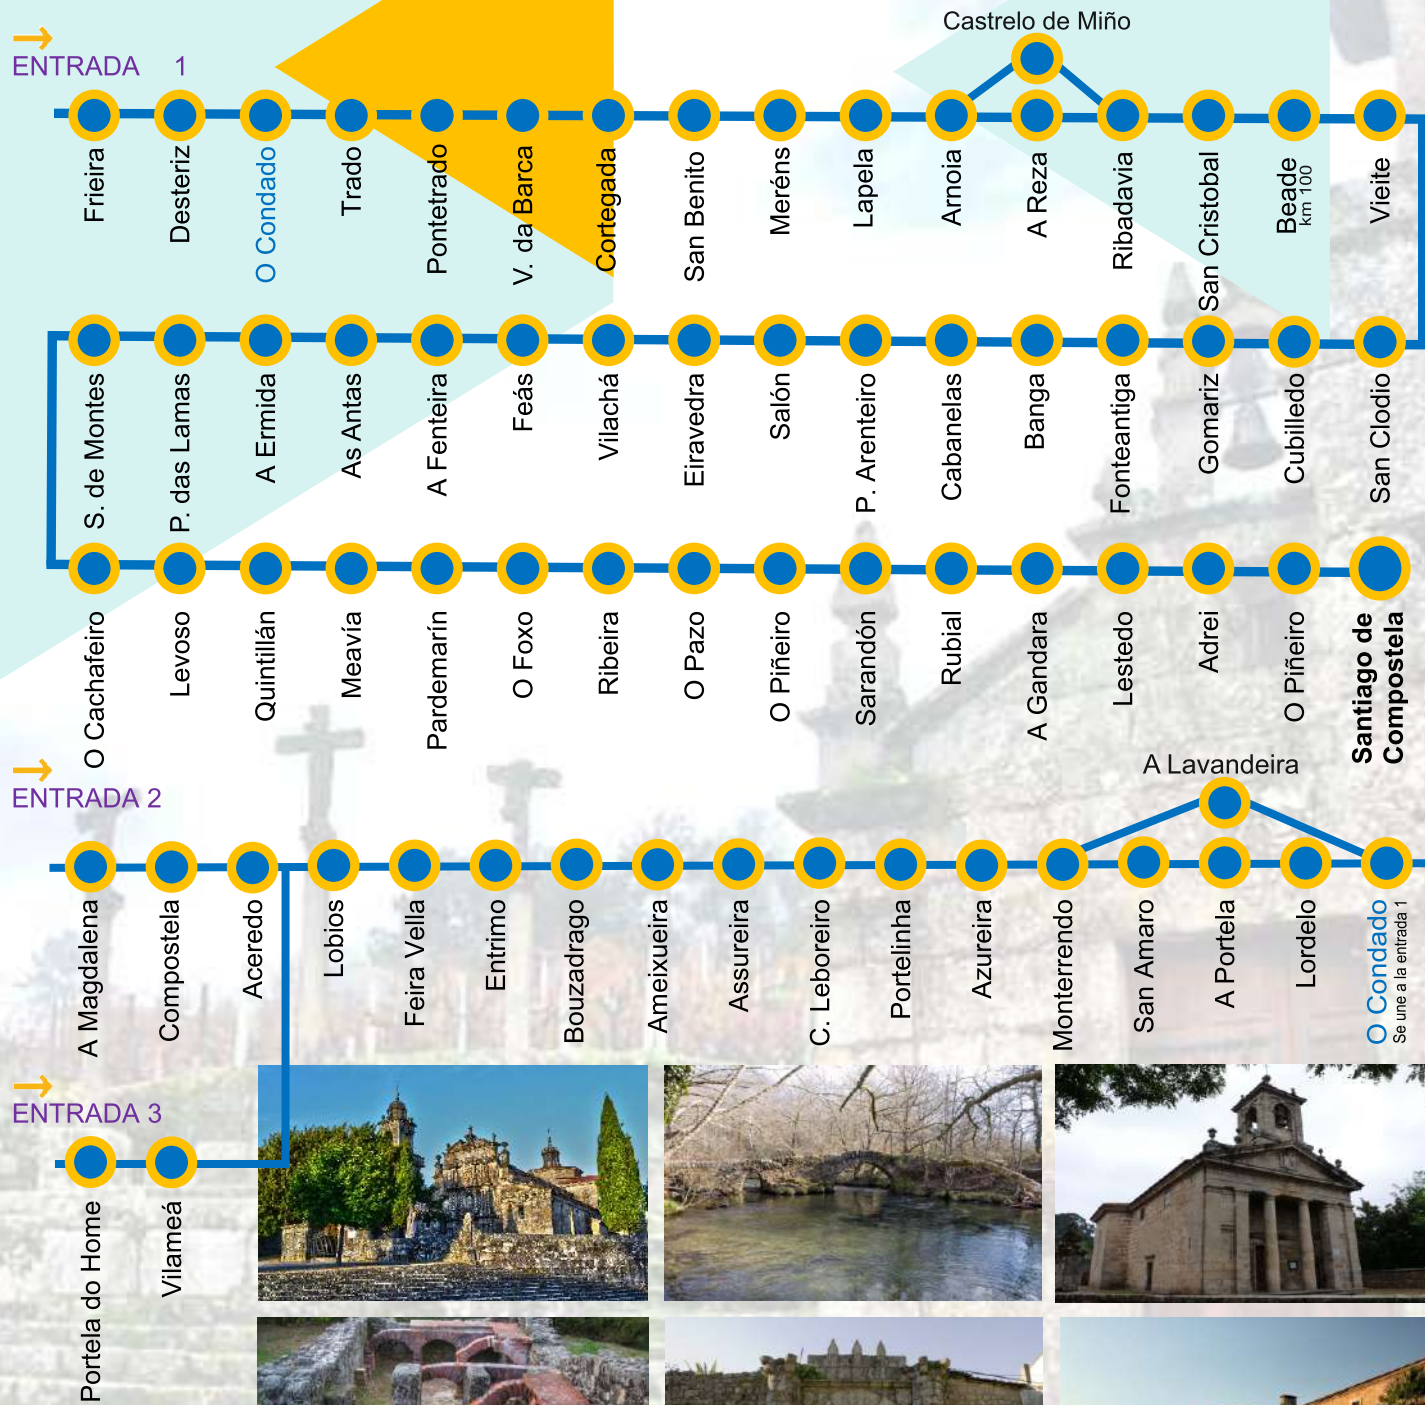 Castrelo de Miño
→
ENTRADA 1
Frieira
Desteriz
O Condado
Trado
Pontetrado
V. da Barca
Cortegada
San Benito
Meréns
Lapela
Arnoia
A Reza
Ribadavia
San Cristobal
Beade
km 100
Vieite
S. de Montes
P. das Lamas
A Ermida
As Antas
A Fenteira
Feás
Vilachá
Eiravedra
Salón
P. Arenteiro
Cabanelas
Banga
Fonteantiga
Gomariz
Cubilledo
San Clodio
O Cachafeiro
Levoso
Quintillán
Meavía
Pardemarín
O Foxo
Ribeira
O Pazo
O Piñeiro
Sarandón
Rubial
A Gandara
Lestedo
Adrei
O Piñeiro
Santiago de
Compostela
→
ENTRADA 2
A Lavandeira
A Magdalena
Compostela
Aceredo
Lobios
Feira Vella
Entrimo
Bouzadrago
Ameixueira
Assureira
C. Leboreiro
Portelinha
Azureira
Monterrendo
San Amaro
A Portela
Lordelo
O Condado
Se une a la entrada 1
→
ENTRADA 3
Portela do Home
Vilameá